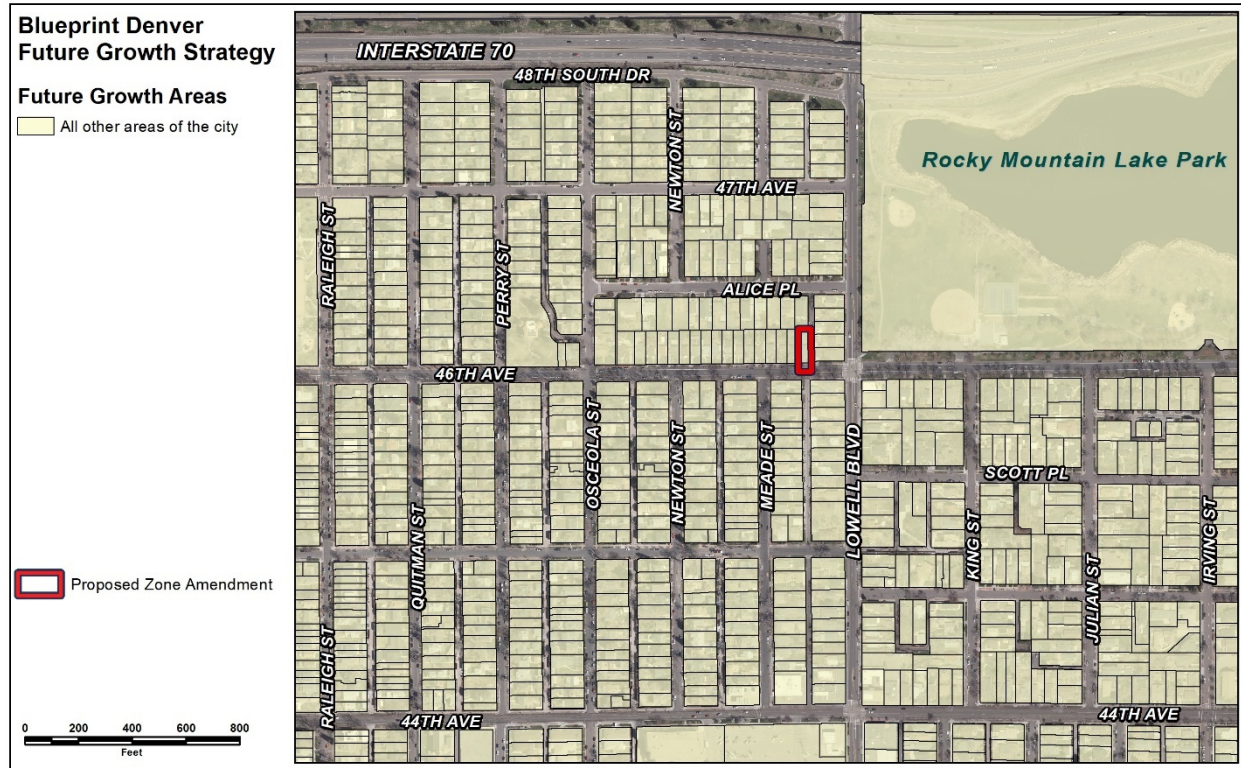 Blueprint Denver
Future Growth Strategy
Future Growth Areas
All other areas of the city
Proposed Zone Amendment
0 200 400 600 800
Feet
INTERSTATE 70
48TH SOUTH DR
NEWTON ST
Rocky Mountain Lake Park
47TH AVE
RALEIGH ST
PERRY ST
ALICE PL
46TH AVE
OSCEOLA ST
NEWTON ST
MEADE ST
LOWELL BLVD
SCOTT PL
QUITMAN ST
KING ST
JULIAN ST
IRVING ST
RALEIGH ST
44TH AVE
44TH AVE